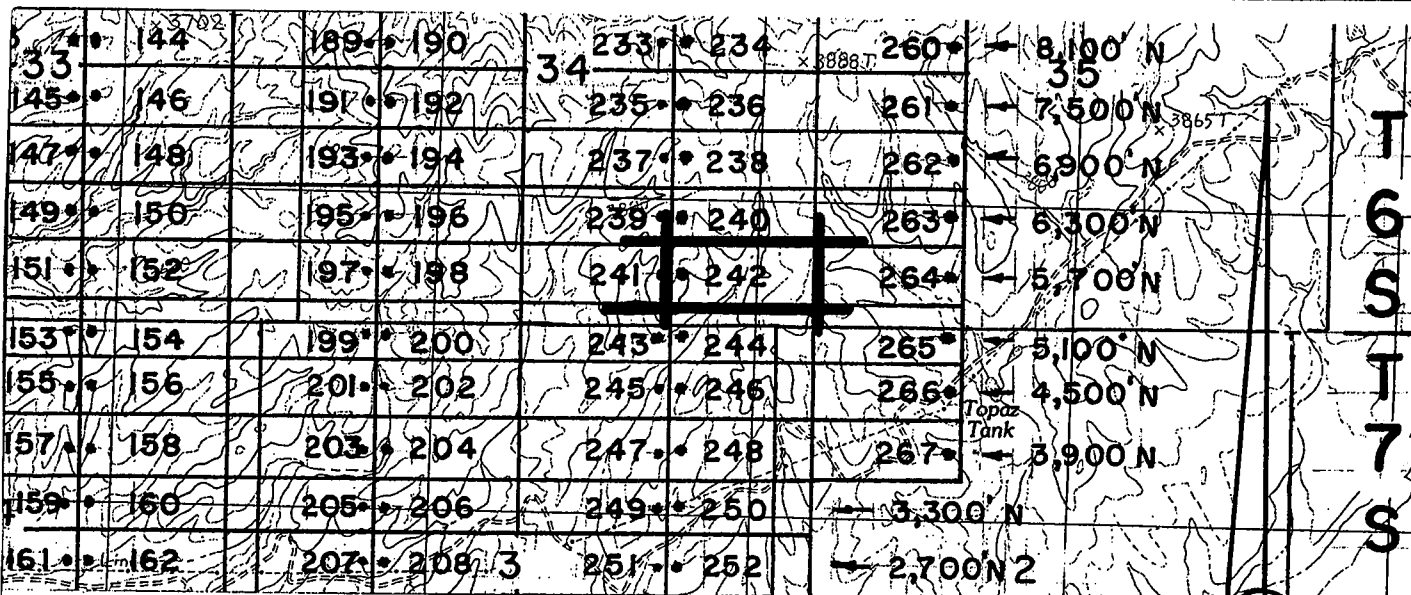 3702
144 189 190 233 234 260 8,100' N
33 34 3888T 35
145 146 191 192 235 236 261 7,500'N
3865T
147 148 193 194 237 238 262 6,900'N
149 150 195 196 239 240 263 6,300'N
151 152 197 198 241 242 264 5,700'N
153 154 199 200 243 244 265 5,100'N
155 156 201 202 245 246 266 4,500'N
Topaz
Tank
157 158 203 204 247 248 267 3,900'N
159 160 205 206 249 250 3,300'N
161 162 207 208 3 251 252 2,700'N 2
T
6
S
T
7
S